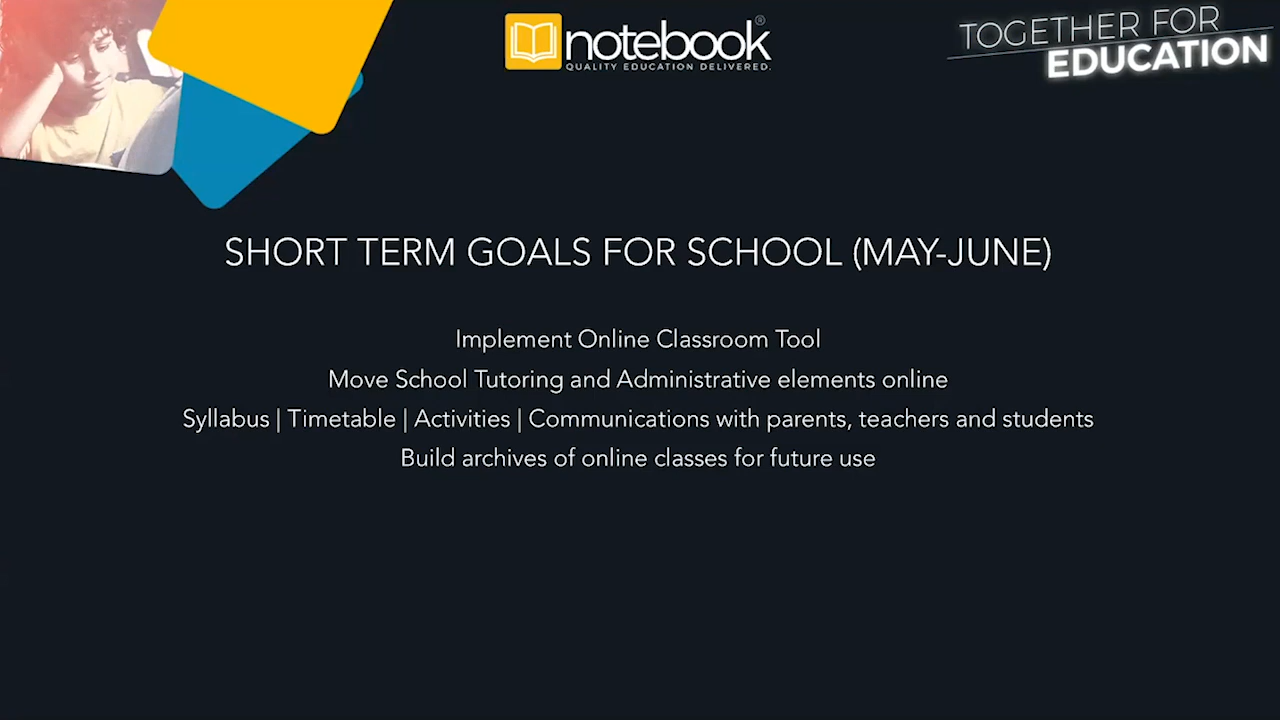 notebook®
QUALITY EDUCATION DELIVERED.
TOGETHER FOR
EDUCATION
SHORT TERM GOALS FOR SCHOOL (MAY-JUNE)
Implement Online Classroom Tool
Move School Tutoring and Administrative elements online
Syllabus | Timetable | Activities | Communications with parents, teachers and students
Build archives of online classes for future use